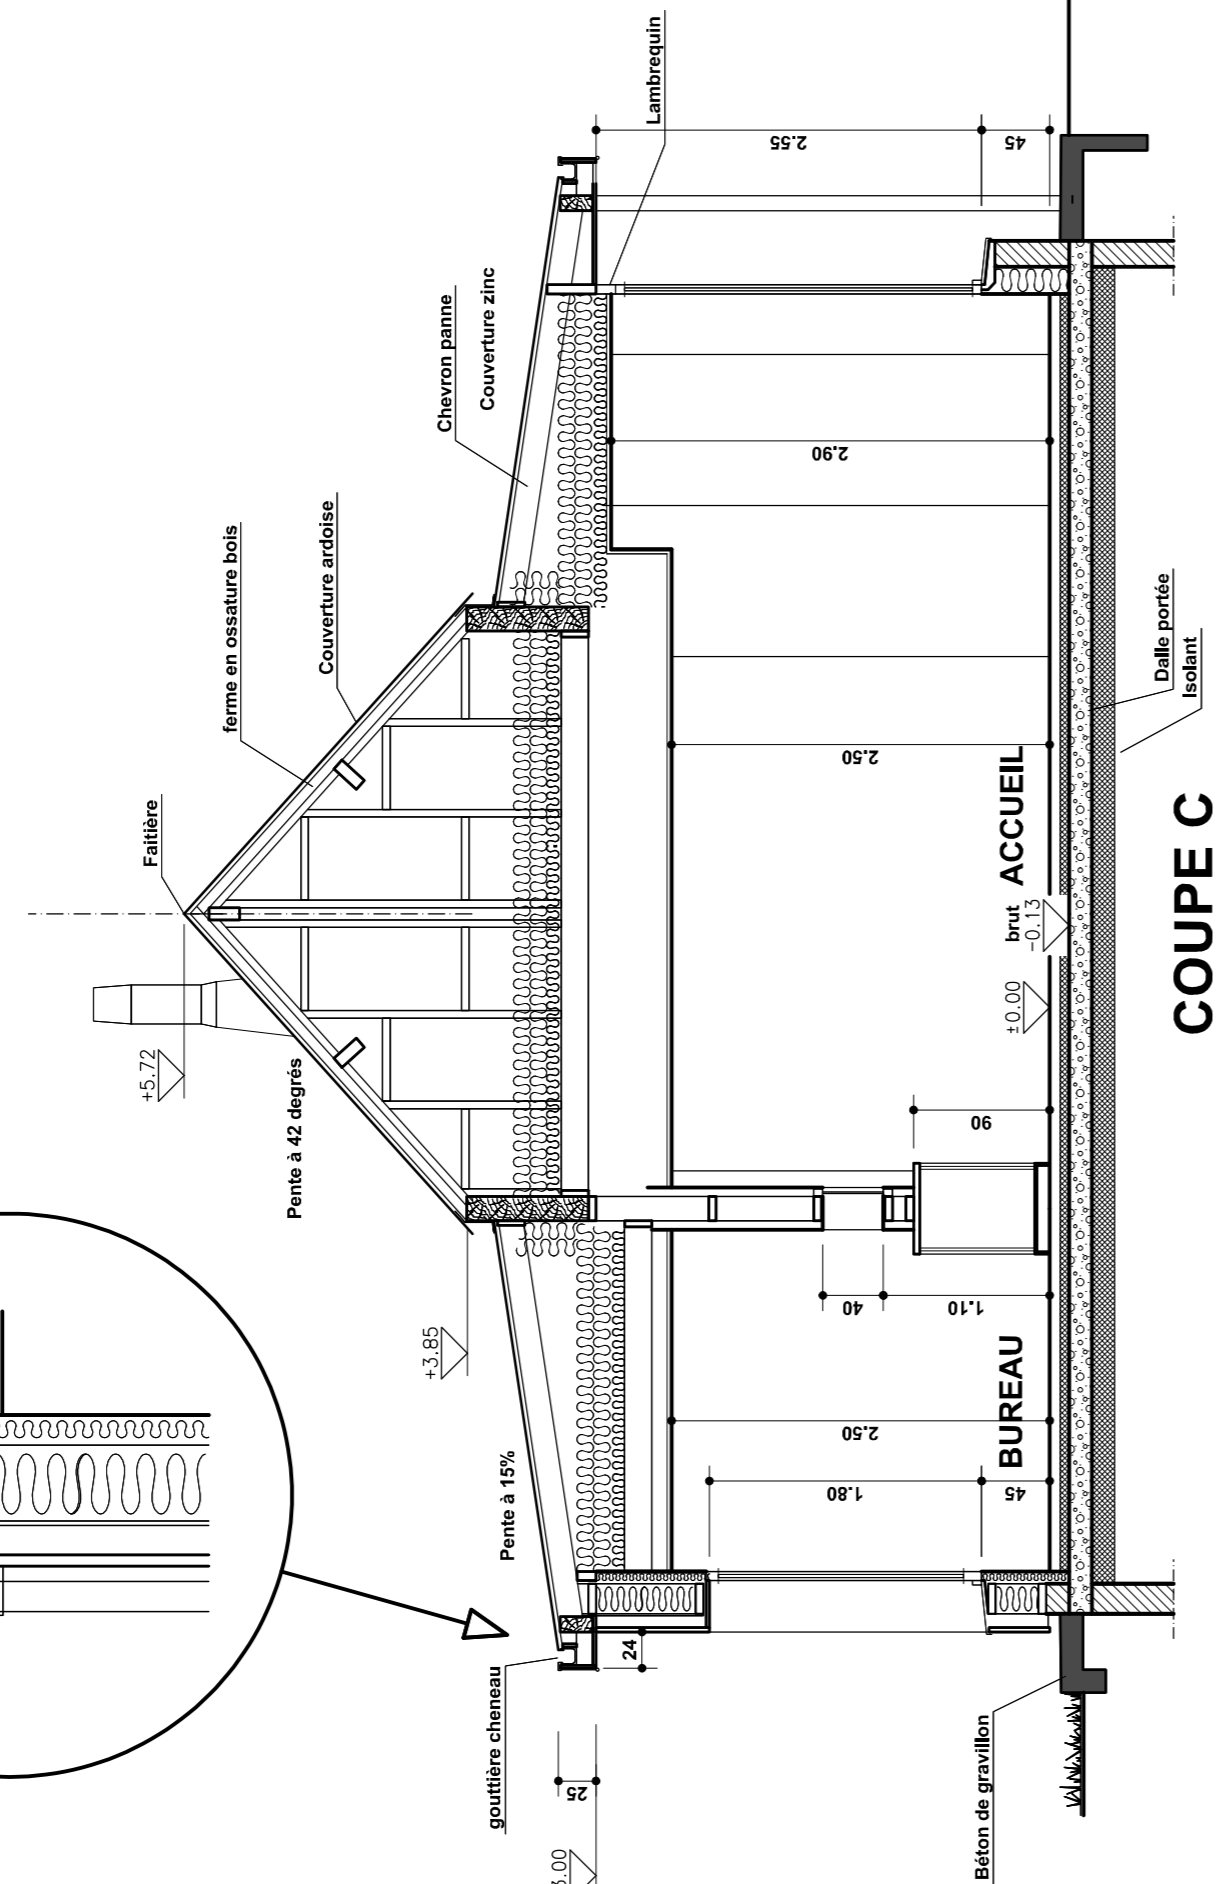 Lambrequin
2.55
45
Chevron panne
Couverture zinc
2.90
ferme en ossature bois
Couverture ardoise
Faitière
2.50
Dalle portée
Isolant
ACCUEIL
brut
-0.13
±0.00
COUPE C
+5.72
Pente à 42 degrés
90
+3.85
40
1.10
BUREAU
2.50
1.80
45
Pente à 15%
24
gouttière cheneau
25
Béton de gravillon
3.00